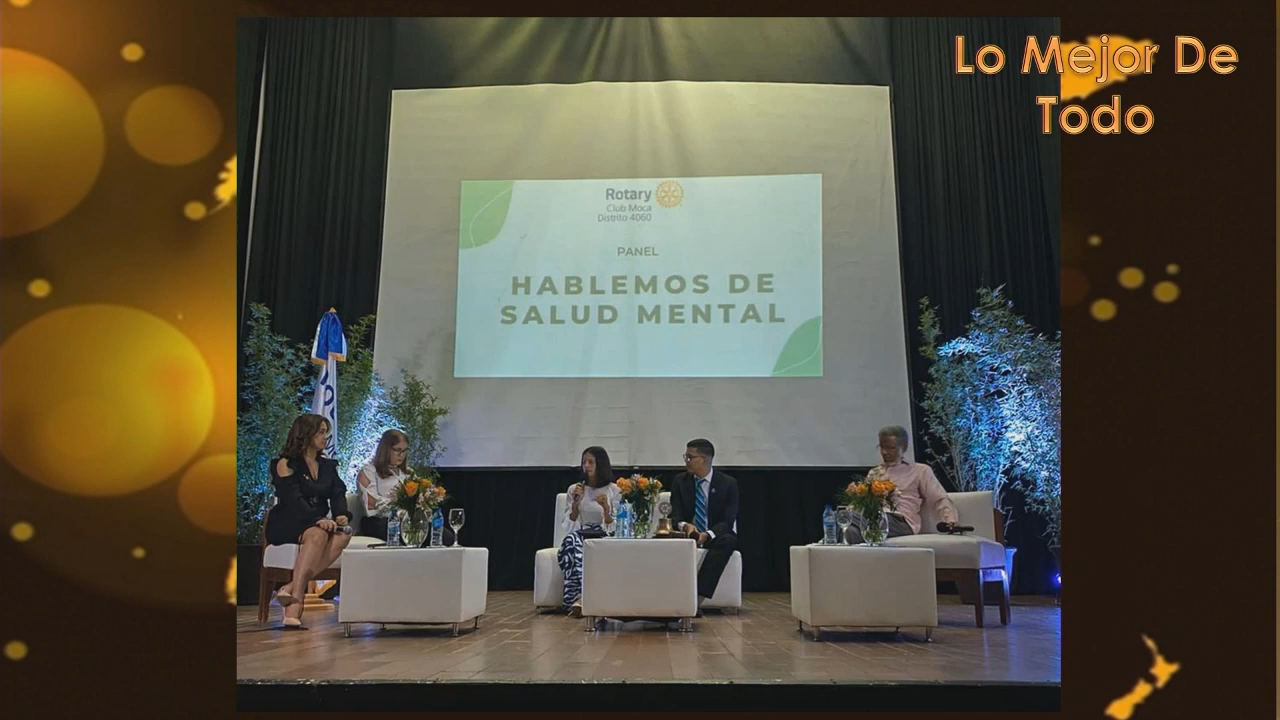 Lo Mejor De
Todo
Rotary
Club Moca
Distrito 4060
PANEL
HABLEMOS DE
SALUD MENTAL